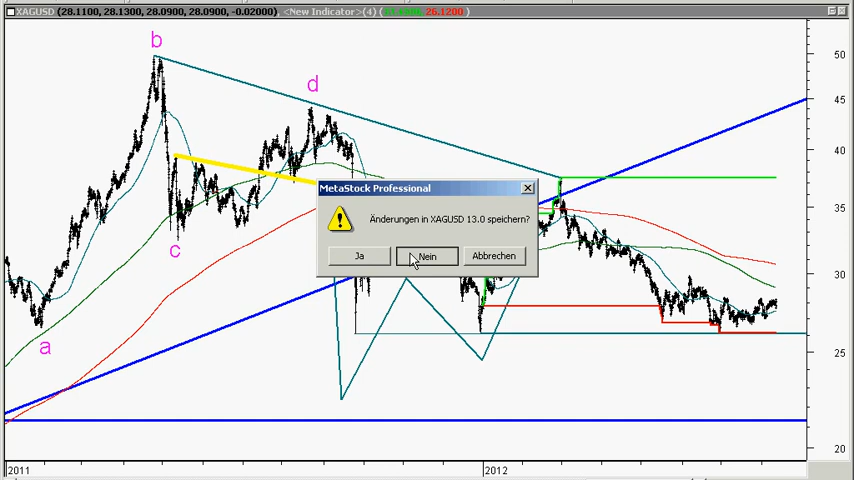 XAGUSD (28.1100, 28.1300, 28.0900, 28.0900, -0.02000) <New Indicator>(4) (
26.1200)
b
50
d
45
40
MetaStock Professional
Änderungen in XAGUSD 13.0 speichern?
35
c
Ja
Nein
Abbrechen
30
a
25
20
2011
2012